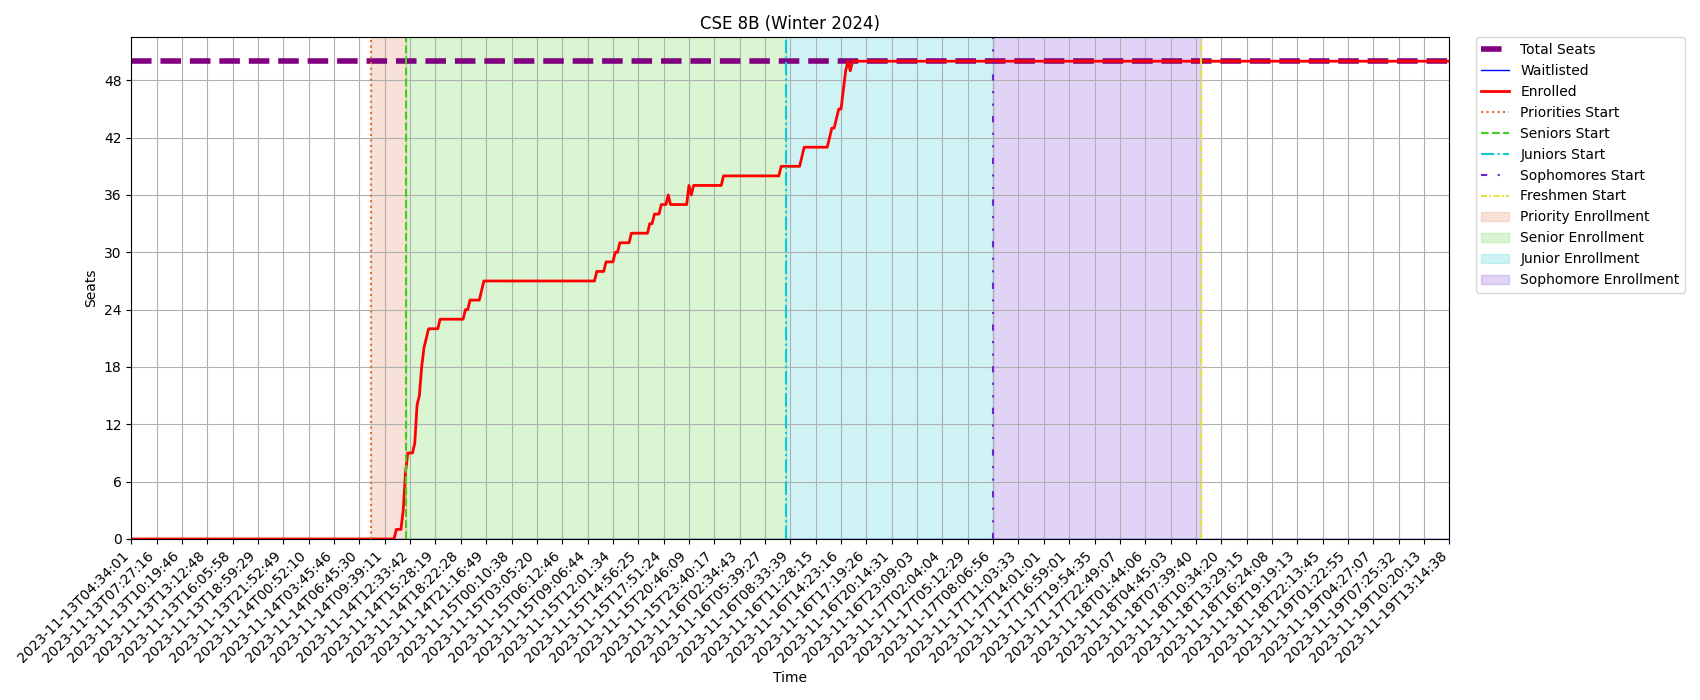 CSE 8B (Winter 2024)
Total Seats
Waitlisted
Enrolled
Priorities Start
Seniors Start
Juniors Start
Sophomores Start
Freshmen Start
Priority Enrollment
Senior Enrollment
Junior Enrollment
Sophomore Enrollment
Seats
48
42
36
30
24
18
12
6
0
2023-11-13T04:34:01
2023-11-13T07:27:16
2023-11-13T10:19:46
2023-11-13T13:12:48
2023-11-13T16:05:58
2023-11-13T18:59:29
2023-11-13T21:52:49
2023-11-14T00:52:10
2023-11-14T03:45:46
2023-11-14T06:45:30
2023-11-14T09:39:11
2023-11-14T12:33:42
2023-11-14T15:28:19
2023-11-14T18:22:28
2023-11-14T21:16:49
2023-11-15T00:10:38
2023-11-15T03:05:20
2023-11-15T06:12:46
2023-11-15T09:06:44
2023-11-15T12:01:34
2023-11-15T14:56:23
2023-11-15T17:51:24
2023-11-15T20:46:09
2023-11-15T23:40:17
2023-11-16T02:34:43
2023-11-16T05:39:27
2023-11-16T08:33:39
2023-11-16T11:28:15
2023-11-16T14:23:16
2023-11-16T17:19:26
2023-11-16T20:14:31
2023-11-16T23:09:03
2023-11-17T02:04:04
2023-11-17T05:12:29
2023-11-17T08:06:56
2023-11-17T11:03:33
2023-11-17T14:01:01
2023-11-17T16:59:01
2023-11-17T19:54:35
2023-11-17T22:49:07
2023-11-18T01:44:06
2023-11-18T04:45:03
2023-11-18T07:39:40
2023-11-18T10:34:20
2023-11-18T13:29:15
2023-11-18T16:24:08
2023-11-18T19:19:13
2023-11-18T22:13:45
2023-11-19T01:22:55
2023-11-19T04:27:07
2023-11-19T07:25:32
2023-11-19T10:20:13
2023-11-19T13:14:38
Time